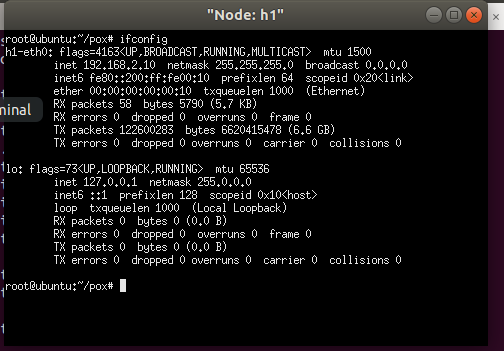 "Node: h1"
root@ubuntu:~/pox# ifconfig
h1-eth0: flags=4163<UP,BROADCAST,RUNNING,MULTICAST>  mtu 1500
        inet 192.168.2.10  netmask 255.255.255.0  broadcast 0.0.0.0
        inet6 fe80::200:ff:fe00:10  prefixlen 64  scopeid 0x20<link>
        ether 00:00:00:00:00:10  txqueuelen 1000  (Ethernet)
minal
        RX packets 58  bytes 5790 (5.7 KB)
        RX errors 0  dropped 0  overruns 0  frame 0
        TX packets 122600283  bytes 6620415478 (6.6 GB)
        TX errors 0  dropped 0 overruns 0  carrier 0  collisions 0
lo: flags=73<UP,LOOPBACK,RUNNING>  mtu 65536
        inet 127.0.0.1  netmask 255.0.0.0
        inet6 ::1  prefixlen 128  scopeid 0x10<host>
        loop  txqueuelen 1000  (Local Loopback)
        RX packets 0  bytes 0 (0.0 B)
        RX errors 0  dropped 0  overruns 0  frame 0
        TX packets 0  bytes 0 (0.0 B)
        TX errors 0  dropped 0 overruns 0  carrier 0  collisions 0
root@ubuntu:~/pox#